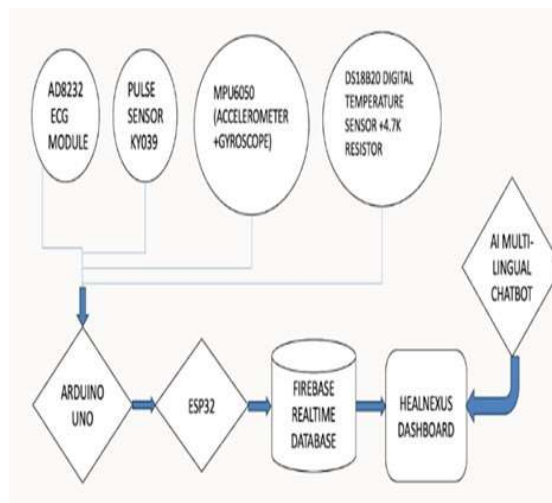 AD8232
ECG
MODULE
PULSE
SENSOR
KY039
MPU6050
(ACCELEROMETER
+GYROSCOPE)
DS18B20 DIGITAL
TEMPERATURE
SENSOR +4.7K
RESISTOR
AI MULTI-
LINGUAL
CHATBOT
ARDUINO
UNO
ESP32
FIREBASE
REALTIME
DATABASE
HEALNEXUS
DASHBOARD